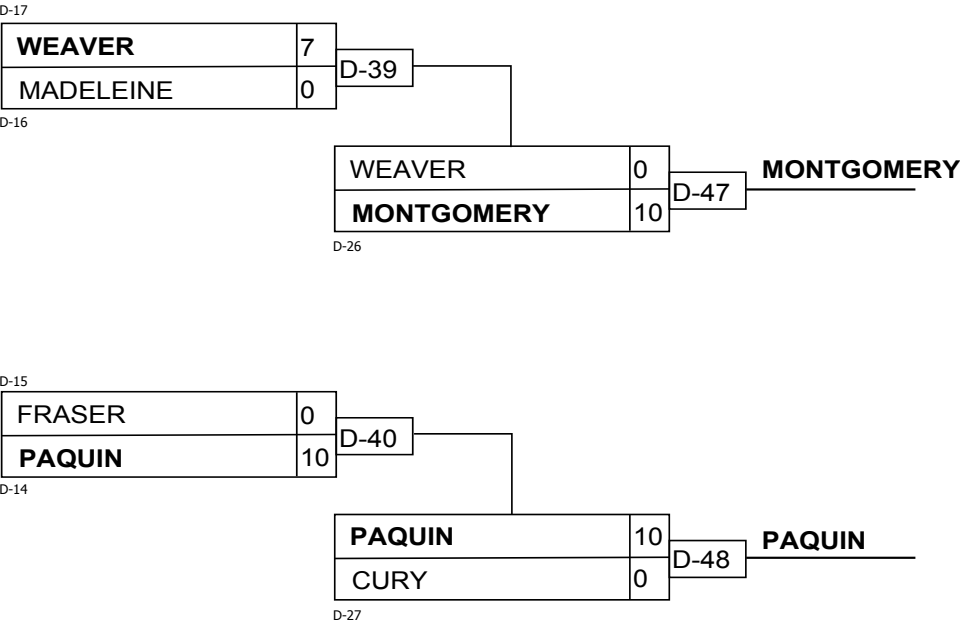 D-17
WEAVER 7
D-39
MADELEINE 0
D-16
WEAVER 0
MONTGOMERY
D-47
MONTGOMERY 10
D-26
D-15
FRASER 0
D-40
PAQUIN 10
D-14
PAQUIN 10
PAQUIN
D-48
CURY 0
D-27